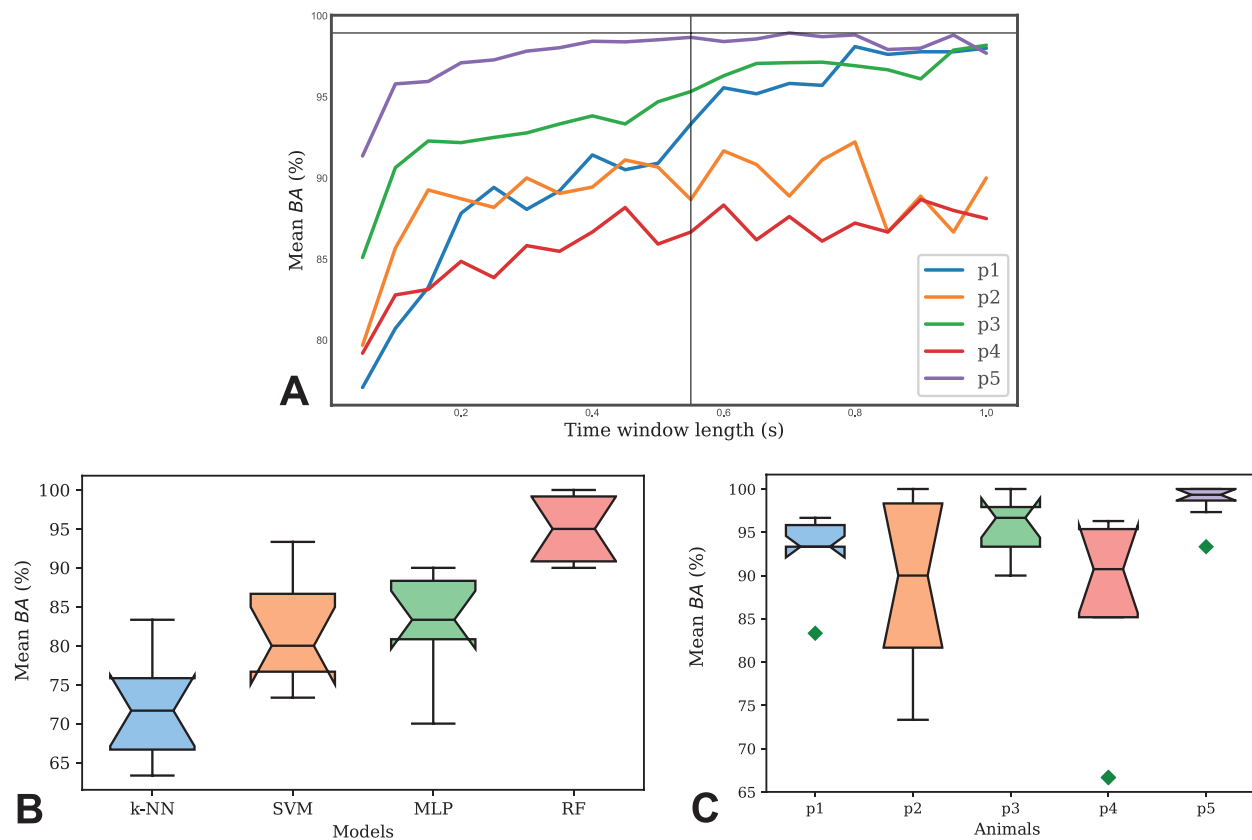 100
95
90
85
80
Mean BA (%)
p1
p2
p3
p4
p5
A
0.2 0.4 0.6 0.8 1.0
Time window length (s)
100
95
90
85
80
75
70
65
Mean BA (%)
k-NN SVM MLP RF
Models
B
100
95
90
85
80
75
70
65
Mean BA (%)
p1 p2 p3 p4 p5
Animals
C